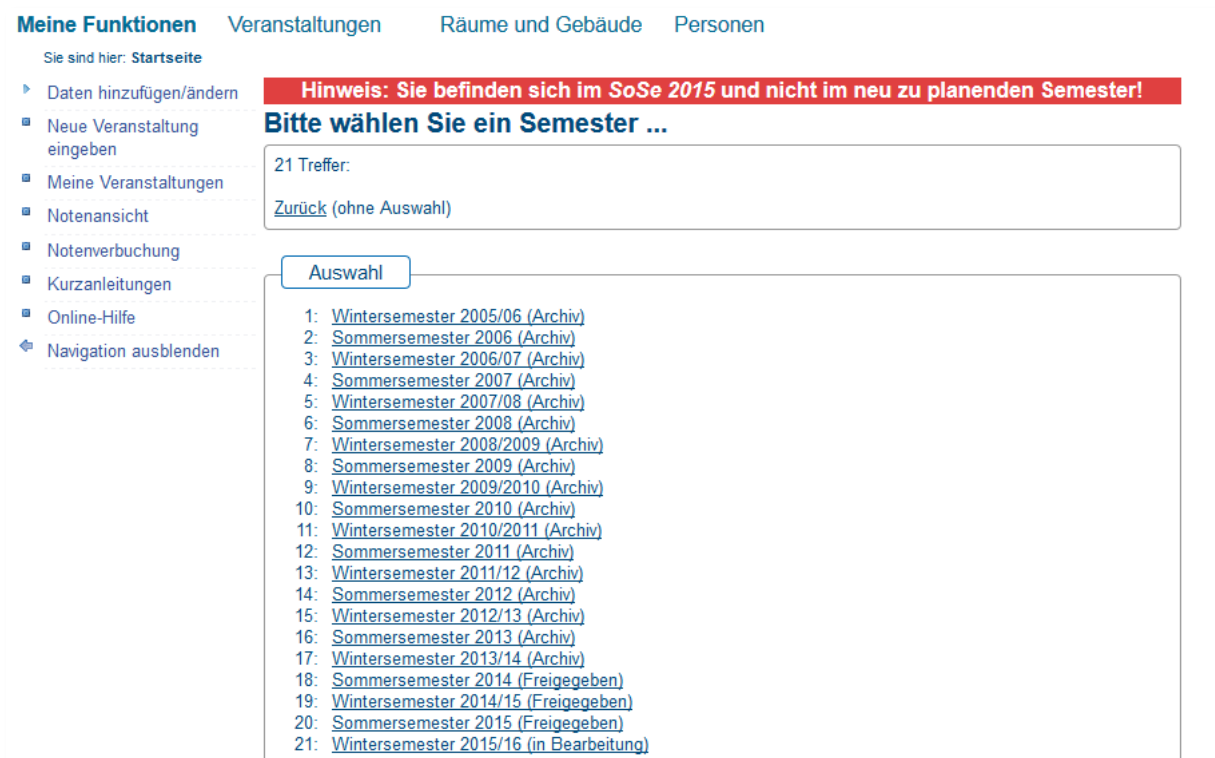 Meine Funktionen Veranstaltungen Räume und Gebäude Personen
Sie sind hier: Startseite
Daten hinzufügen/ändern
Neue Veranstaltung
eingeben
Meine Veranstaltungen
Notenansicht
Notenverbuchung
Kurzanleitungen
Online-Hilfe
Navigation ausblenden
Hinweis: Sie befinden sich im SoSe 2015 und nicht im neu zu planenden Semester!
Bitte wählen Sie ein Semester ...
21 Treffer:
Zurück (ohne Auswahl)
Auswahl
1: Wintersemester 2005/06 (Archiv)
2: Sommersemester 2006 (Archiv)
3: Wintersemester 2006/07 (Archiv)
4: Sommersemester 2007 (Archiv)
5: Wintersemester 2007/08 (Archiv)
6: Sommersemester 2008 (Archiv)
7: Wintersemester 2008/2009 (Archiv)
8: Sommersemester 2009 (Archiv)
9: Wintersemester 2009/2010 (Archiv)
10: Sommersemester 2010 (Archiv)
11: Wintersemester 2010/2011 (Archiv)
12: Sommersemester 2011 (Archiv)
13: Wintersemester 2011/12 (Archiv)
14: Sommersemester 2012 (Archiv)
15: Wintersemester 2012/13 (Archiv)
16: Sommersemester 2013 (Archiv)
17: Wintersemester 2013/14 (Archiv)
18: Sommersemester 2014 (Freigegeben)
19: Wintersemester 2014/15 (Freigegeben)
20: Sommersemester 2015 (Freigegeben)
21: Wintersemester 2015/16 (in Bearbeitung)